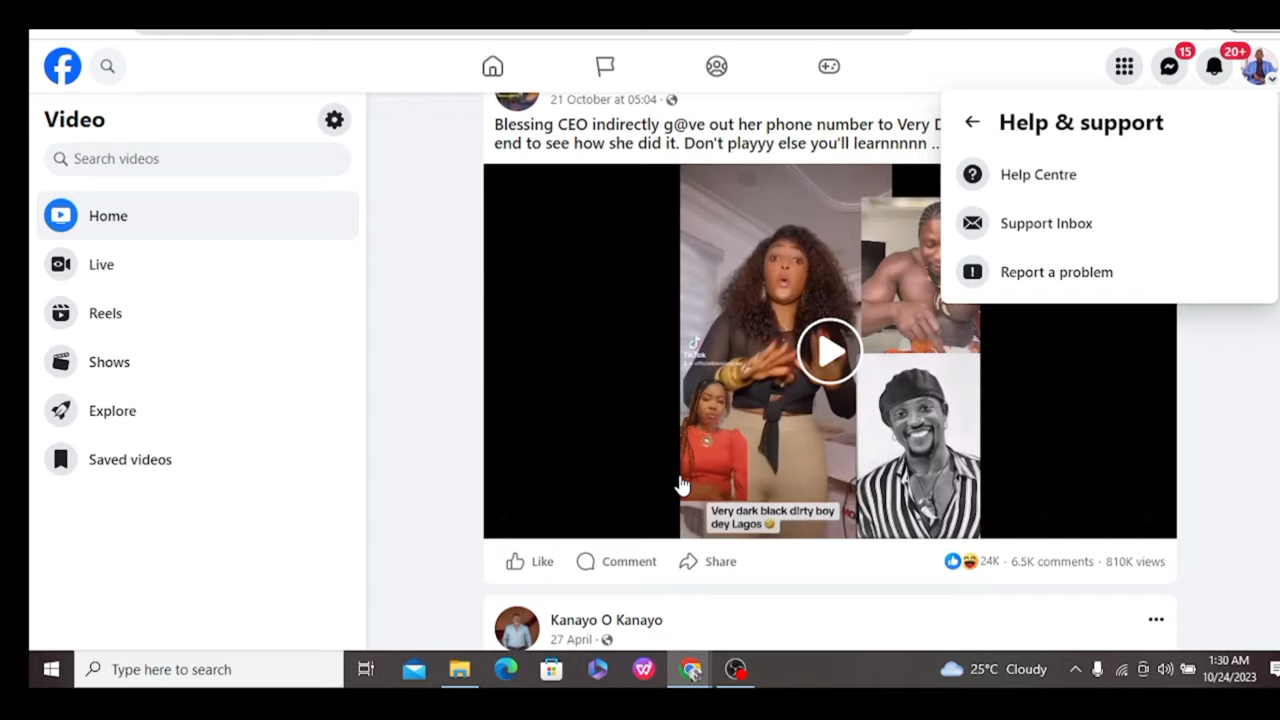 15
20+
Video
Search videos
Home
Live
Reels
Shows
Explore
Saved videos
21 October at 05:04 ·
Blessing CEO indirectly g@ve out her phone number to Very D
end to see how she did it. Don't playyy else you'll learnnnnn ..
TikTok
Very dark black dirty boy
dey Lagos 🤣
Like
Comment
Share
24K · 6.5K comments · 810K views
Kanayo O Kanayo
27 April ·
Help & support
Help Centre
Support Inbox
Report a problem
Type here to search
25°C Cloudy
1:30 AM
10/24/2023